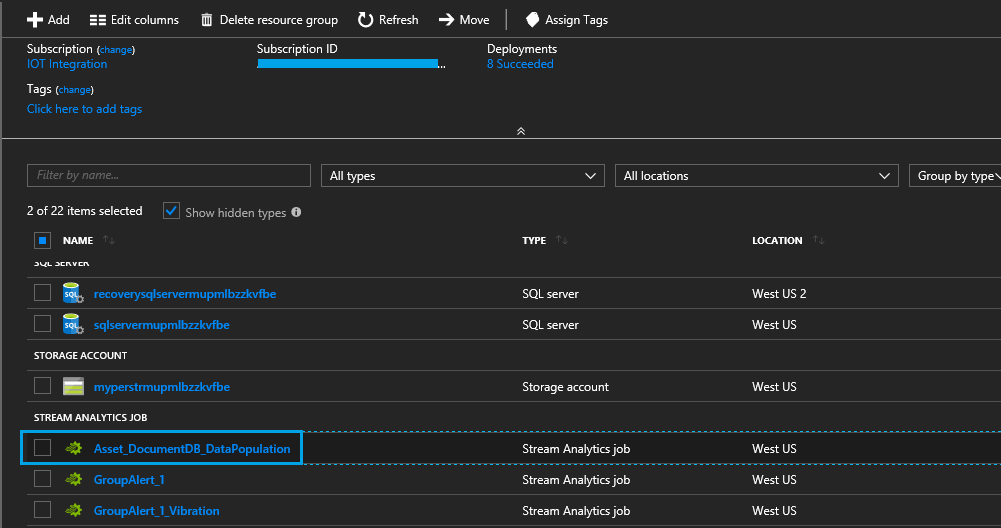 Add Edit columns Delete resource group Refresh Move Assign Tags
Subscription (change) Subscription ID Deployments
IOT Integration ... 8 Succeeded
Tags (change)
Click here to add tags
Filter by name... All types All locations Group by type
2 of 22 items selected Show hidden types
NAME TYPE LOCATION
SQL SERVER
recoverysqlservermupmlbzzkvfbe SQL server West US 2
sqlservermupmlbzzkvfbe SQL server West US
STORAGE ACCOUNT
myperstrmupmlbzzkvfbe Storage account West US
STREAM ANALYTICS JOB
Asset_DocumentDB_DataPopulation Stream Analytics job West US
GroupAlert_1 Stream Analytics job West US
GroupAlert_1_Vibration Stream Analytics job West US